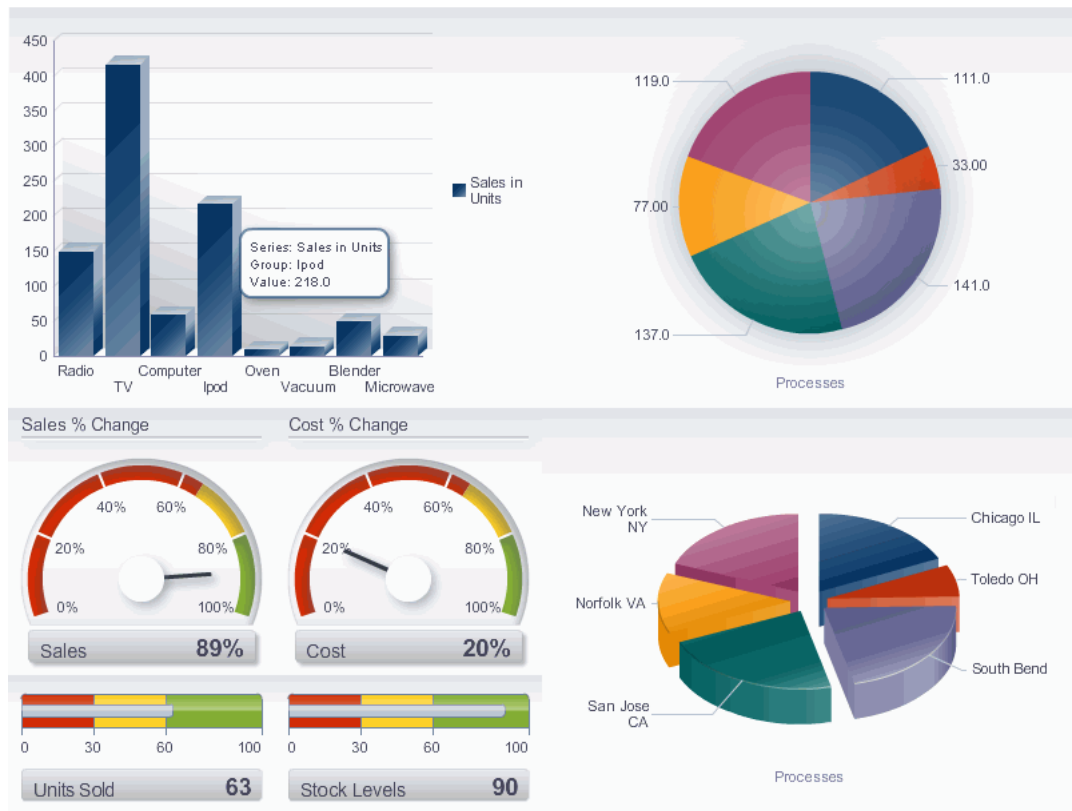 450
400
350
300
250
200
150
100
50
0
Radio
TV
Computer
Ipod
Oven
Vacuum
Blender
Microwave
Series: Sales in Units
Group: Ipod
Value: 218.0
Sales in
Units
119.0
111.0
33.00
77.00
141.0
137.0
Processes
Sales % Change
0%
20%
40%
60%
80%
100%
Sales
89%
Cost % Change
0%
20%
40%
60%
80%
100%
Cost
20%
0
30
60
100
Units Sold
63
0
30
60
100
Stock Levels
90
New York
NY
Chicago IL
Toledo OH
Norfolk VA
South Bend
San Jose
CA
Processes